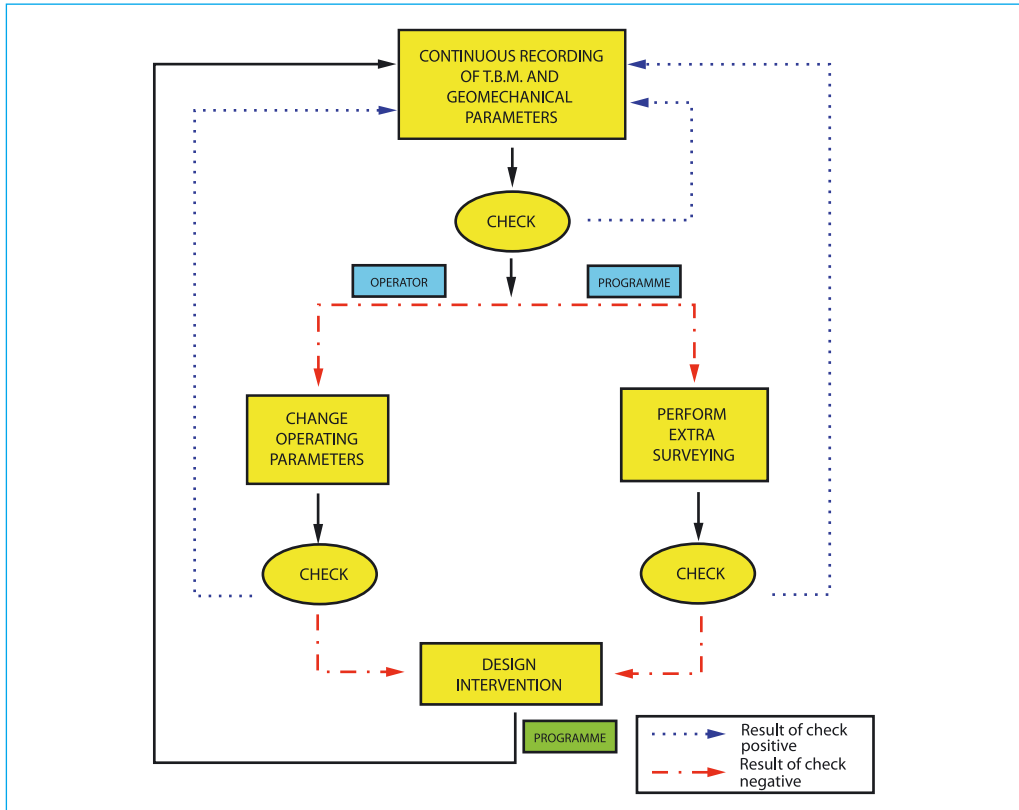 CONTINUOUS RECORDING
OF T.B.M. AND
GEOMECHANICAL
PARAMETERS
CHECK
OPERATOR
PROGRAMME
CHANGE
OPERATING
PARAMETERS
PERFORM
EXTRA
SURVEYING
CHECK
CHECK
DESIGN
INTERVENTION
PROGRAMME
Result of check
positive
Result of check
negative